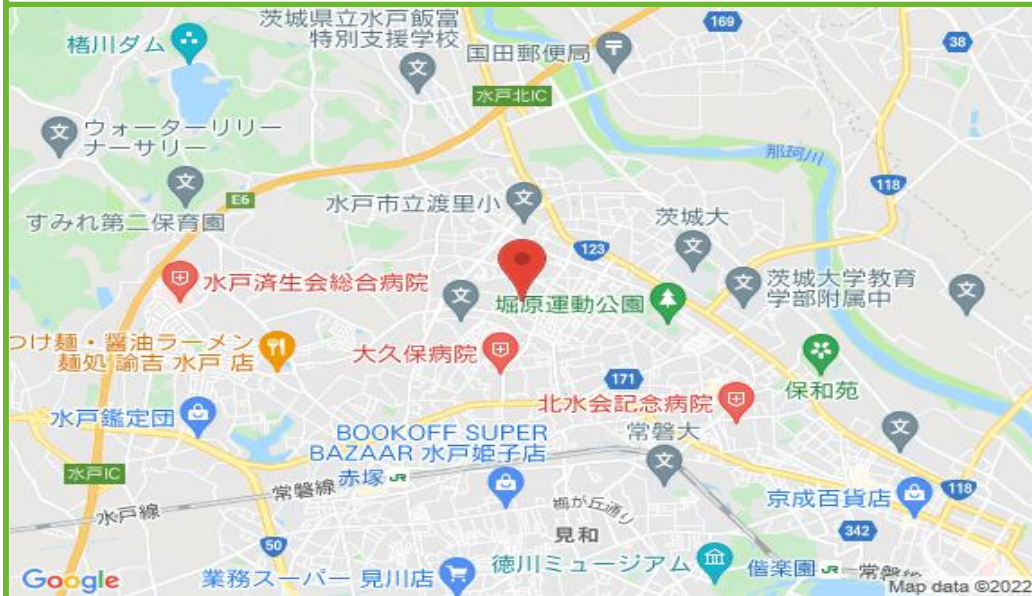 茨城県立水戸飯富
特別支援学校
169
楮川ダム
国田郵便局
38
水戸北IC
ウォーターリリー
ナーサリー
那珂川
E6
水戸市立渡里小
茨城大
118
すみれ第二保育園
123
水戸済生会総合病院
堀原運動公園
茨城大学教育
学部附属中
つけ麺・醤油ラーメン
麺処 諭吉 水戸 店
大久保病院
171
保和苑
北水会記念病院
水戸鑑定団
BOOKOFF SUPER
BAZAAR 水戸姫子店
常磐大
水戸IC
常磐線
赤塚 JR
京成百貨店
118
水戸線
梅が丘通り
342
50
見和
徳川ミュージアム
偕楽園 JR
常磐線
Google
業務スーパー 見川店
Map data ©2022